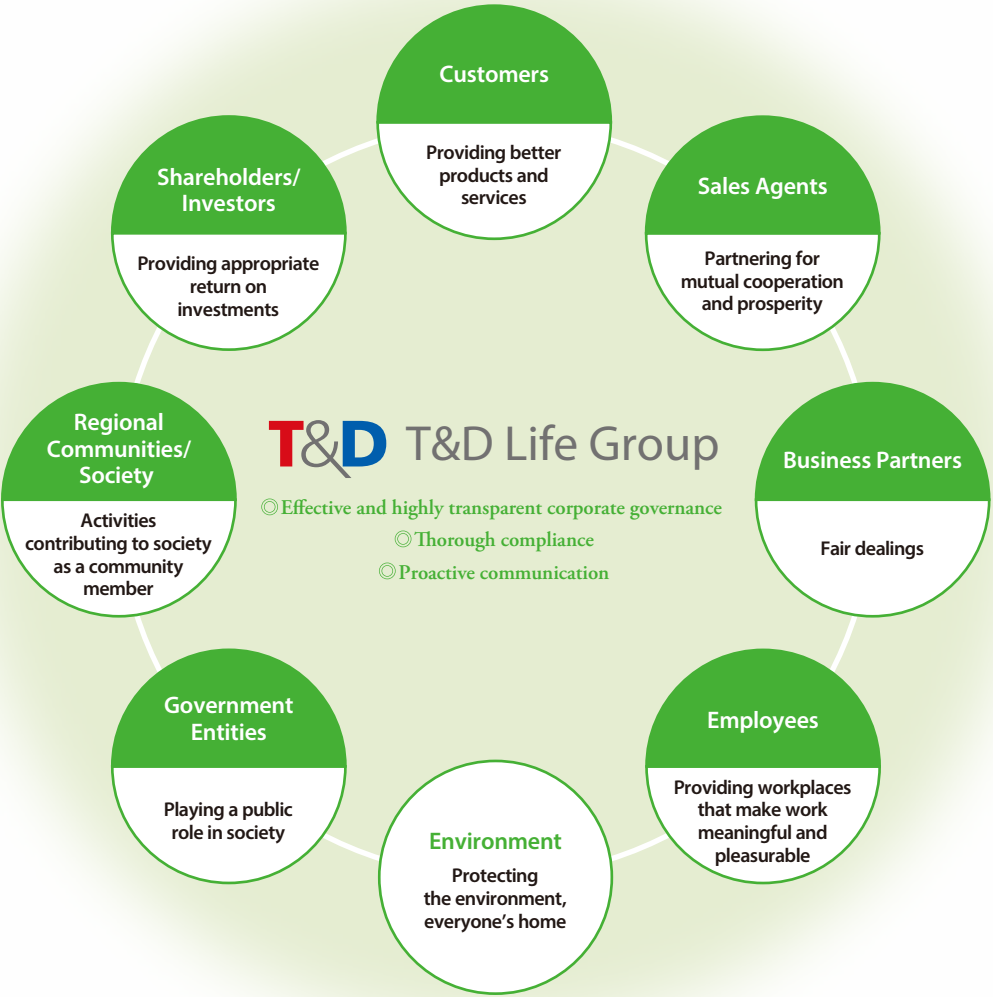 Customers
Providing better
products and
services
Sales Agents
Partnering for
mutual cooperation
and prosperity
Business Partners
Fair dealings
Employees
Providing workplaces
that make work
meaningful and
pleasurable
Environment
Protecting
the environment,
everyone’s home
Government
Entities
Playing a public
role in society
Regional
Communities/
Society
Activities
contributing to society
as a community
member
Shareholders/
Investors
Providing appropriate
return on
investments
T&D T&D Life Group
◎Effective and highly transparent corporate governance
◎Thorough compliance
◎Proactive communication